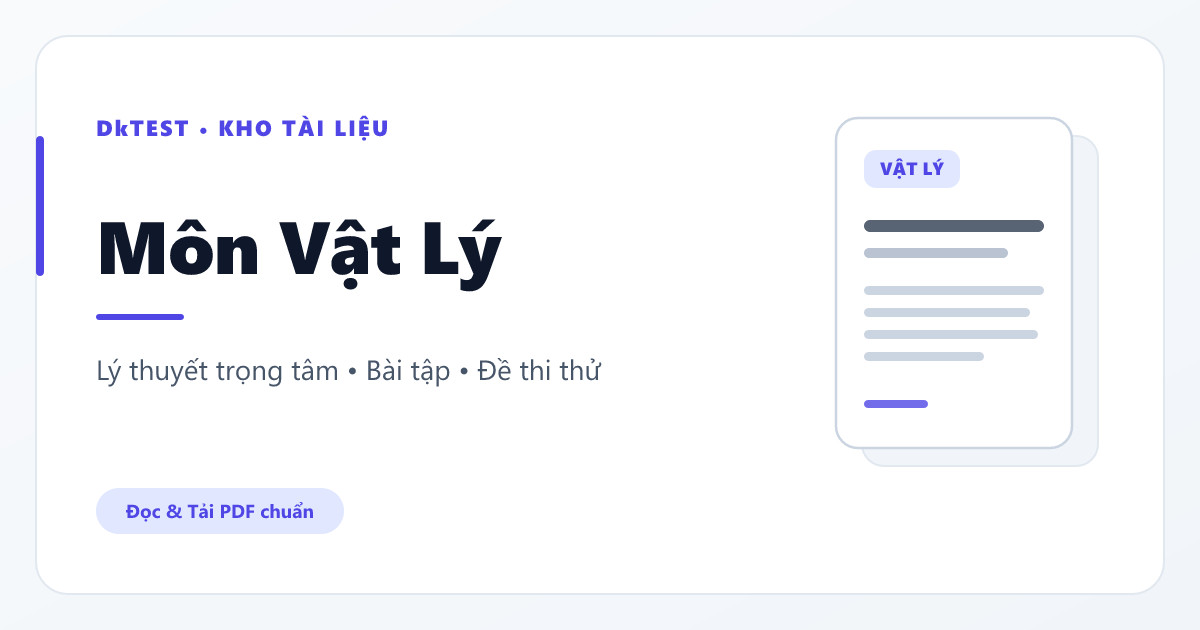 DkTEST • KHO TÀI LIỆU
Môn Vật Lý
Lý thuyết trọng tâm • Bài tập • Đề thi thử
Đọc & Tải PDF chuẩn
VẬT LÝ